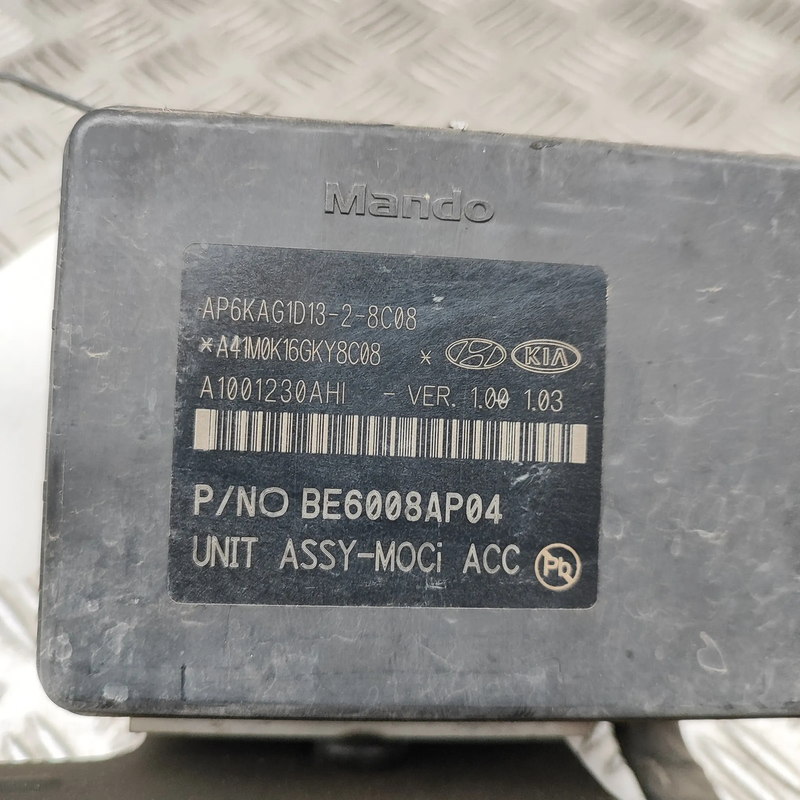 Mando
AP6KAG1D13-2-8C08
*A41M0K16GKY8C08 * KIA
A1001230AHI - VER. 1.00 1.03
P/NO BE6008AP04
UNIT ASSY-MOCi ACC Pb